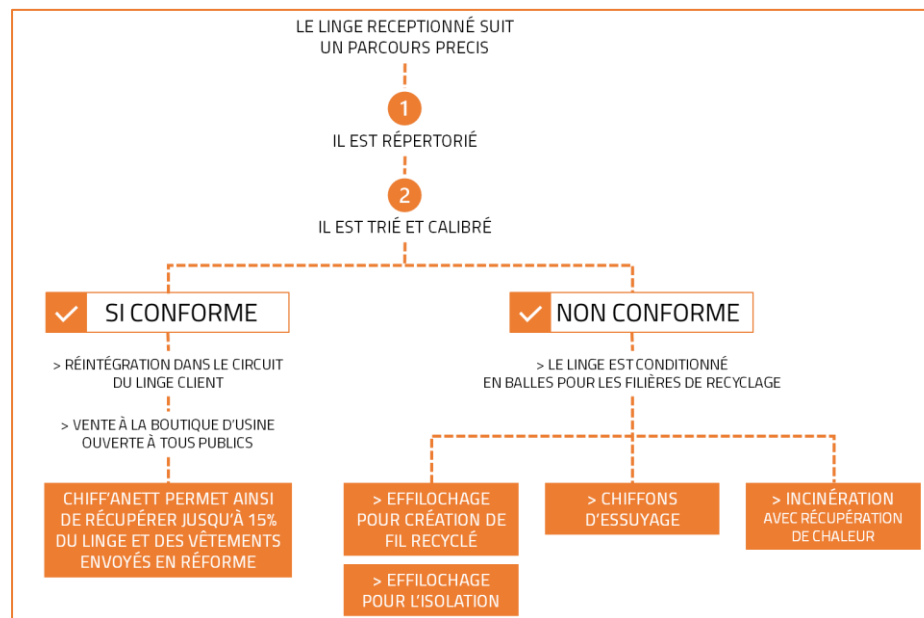 LE LINGE RECEPTIONNÉ SUIT
UN PARCOURS PRECIS
1
IL EST RÉPERTORIÉ
2
IL EST TRIÉ ET CALIBRÉ
SI CONFORME
> RÉINTÉGRATION DANS LE CIRCUIT
DU LINGE CLIENT
> VENTE À LA BOUTIQUE D'USINE
OUVERTE À TOUS PUBLICS
CHIFF'ANETT PERMET AINSI
DE RÉCUPÉRER JUSQU'À 15%
DU LINGE ET DES VÊTEMENTS
ENVOYÉS EN RÉFORME
NON CONFORME
> LE LINGE EST CONDITIONNÉ
EN BALLES POUR LES FILIÈRES DE RECYCLAGE
> EFFILOCHAGE
POUR CRÉATION DE
FIL RECYCLÉ
> EFFILOCHAGE
POUR L'ISOLATION
> CHIFFONS
D'ESSUYAGE
> INCINÉRATION
AVEC RÉCUPÉRATION
DE CHALEUR